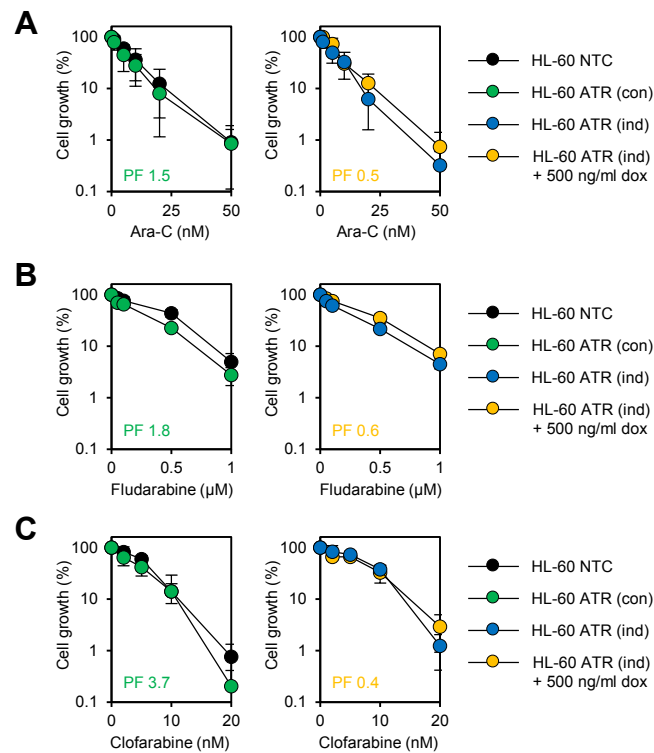 A
Cell growth (%)
100
10
1
0.1
PF 1.5
0
25
50
Ara-C (nM)
Cell growth (%)
100
10
1
0.1
PF 0.5
0
25
50
Ara-C (nM)
HL-60 NTC
HL-60 ATR (con)
HL-60 ATR (ind)
HL-60 ATR (ind)
+ 500 ng/ml dox
B
Cell growth (%)
100
10
1
0.1
PF 1.8
0
0.5
1
Fludarabine (μM)
Cell growth (%)
100
10
1
0.1
PF 0.6
0
0.5
1
Fludarabine (μM)
HL-60 NTC
HL-60 ATR (con)
HL-60 ATR (ind)
HL-60 ATR (ind)
+ 500 ng/ml dox
C
Cell growth (%)
100
10
1
0.1
PF 3.7
0
10
20
Clofarabine (nM)
Cell growth (%)
100
10
1
0.1
PF 0.4
0
10
20
Clofarabine (nM)
HL-60 NTC
HL-60 ATR (con)
HL-60 ATR (ind)
HL-60 ATR (ind)
+ 500 ng/ml dox